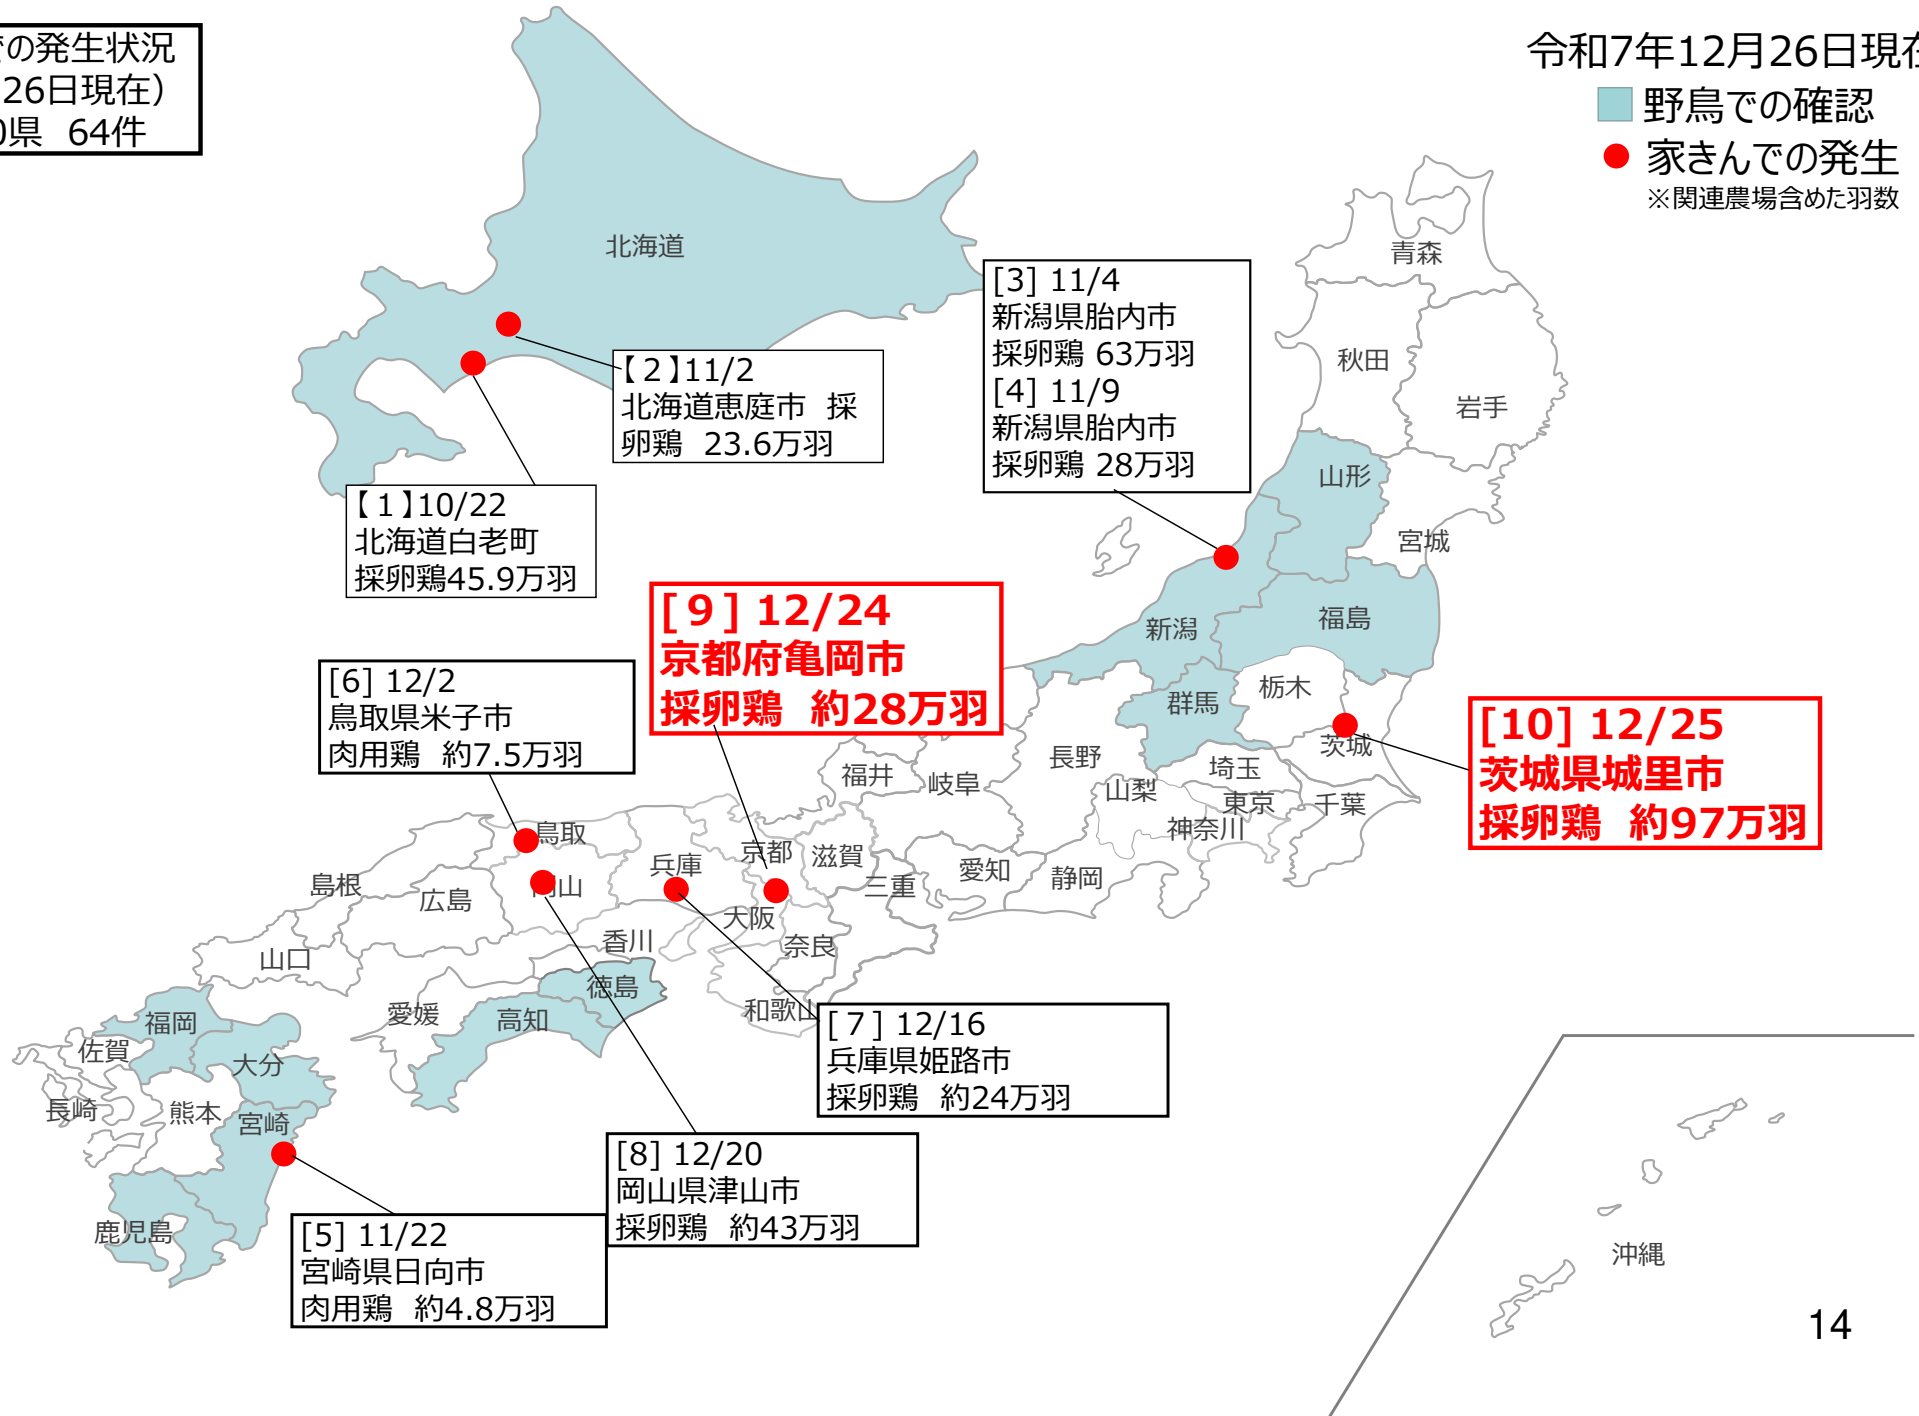 の発生状況
26日現在）
県 64件
令和7年12月26日現在
野鳥での確認
家きんでの発生
※関連農場含めた羽数
北海道
青森
秋田
岩手
山形
宮城
福島
新潟
群馬
栃木
茨城
埼玉
東京
千葉
神奈川
山梨
長野
岐阜
福井
静岡
愛知
三重
滋賀
京都
大阪
奈良
和歌山
兵庫
鳥取
岡山
島根
広島
山口
香川
徳島
高知
愛媛
福岡
佐賀
長崎
大分
熊本
宮崎
鹿児島
沖縄
【1】10/22
北海道白老町
採卵鶏45.9万羽
【2】11/2
北海道恵庭市 採
卵鶏 23.6万羽
[3] 11/4
新潟県胎内市
採卵鶏 63万羽
[4] 11/9
新潟県胎内市
採卵鶏 28万羽
[5] 11/22
宮崎県日向市
肉用鶏 約4.8万羽
[6] 12/2
鳥取県米子市
肉用鶏 約7.5万羽
[7] 12/16
兵庫県姫路市
採卵鶏 約24万羽
[8] 12/20
岡山県津山市
採卵鶏 約43万羽
[9] 12/24
京都府亀岡市
採卵鶏 約28万羽
[10] 12/25
茨城県城里市
採卵鶏 約97万羽
14